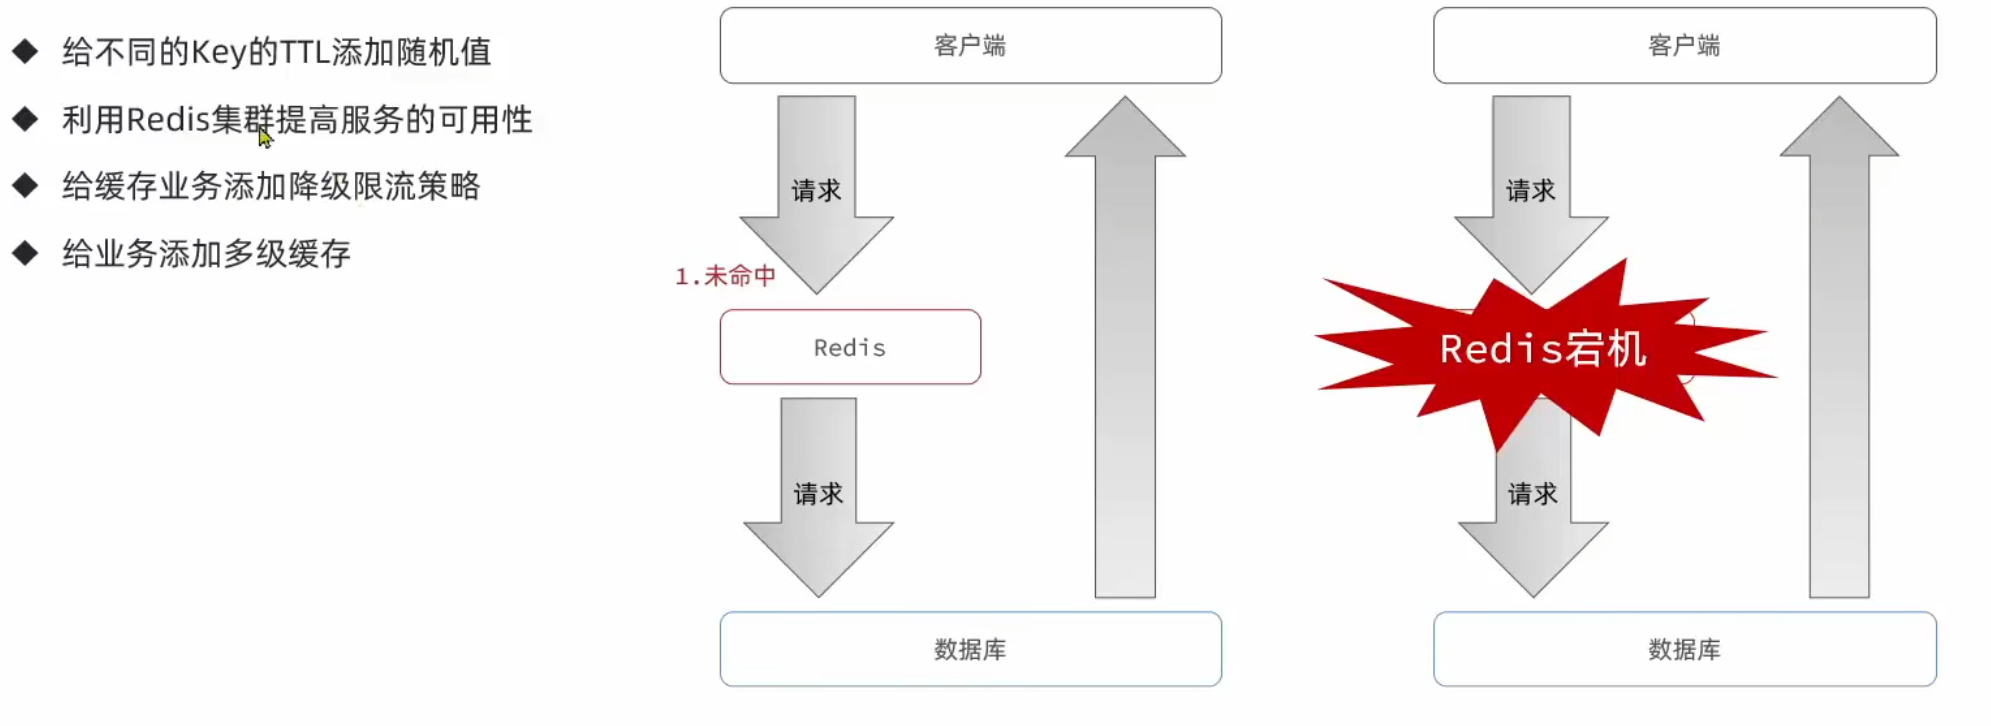 给不同的Key的TTL添加随机值
利用Redis集群提高服务的可用性
给缓存业务添加降级限流策略
给业务添加多级缓存
客户端
请求
1.未命中
Redis
请求
数据库
客户端
请求
Redis宕机
请求
数据库